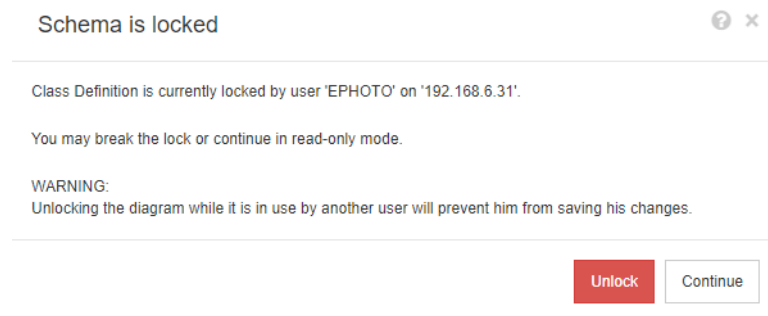 Schema is locked
Class Definition is currently locked by user 'EPHOTO' on '192.168.6.31'.
You may break the lock or continue in read-only mode.
WARNING:
Unlocking the diagram while it is in use by another user will prevent him from saving his changes.
Unlock
Continue